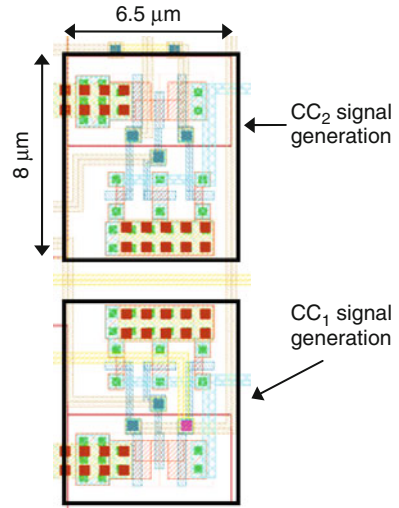 6.5 μm
8 μm
CC₂ signal
generation
CC₁ signal
generation